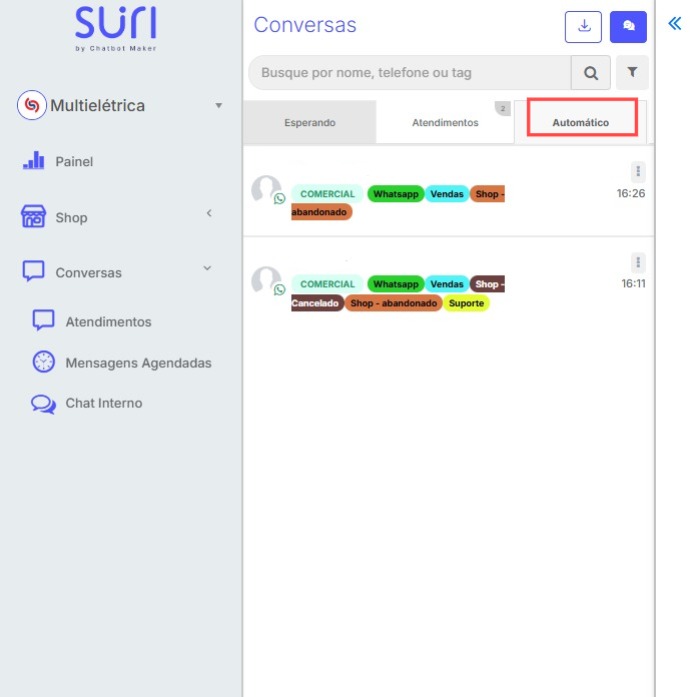 SURI
by Chatbot Maker
Multielétrica
Painel
Shop
Conversas
Atendimentos
Mensagens Agendadas
Chat Interno
Conversas
Busque por nome, telefone ou tag
Esperando
Atendimentos 2
Automático
COMERCIAL Whatsapp Vendas Shop -
abandonado
16:26
COMERCIAL Whatsapp Vendas Shop -
Cancelado Shop - abandonado Suporte
16:11